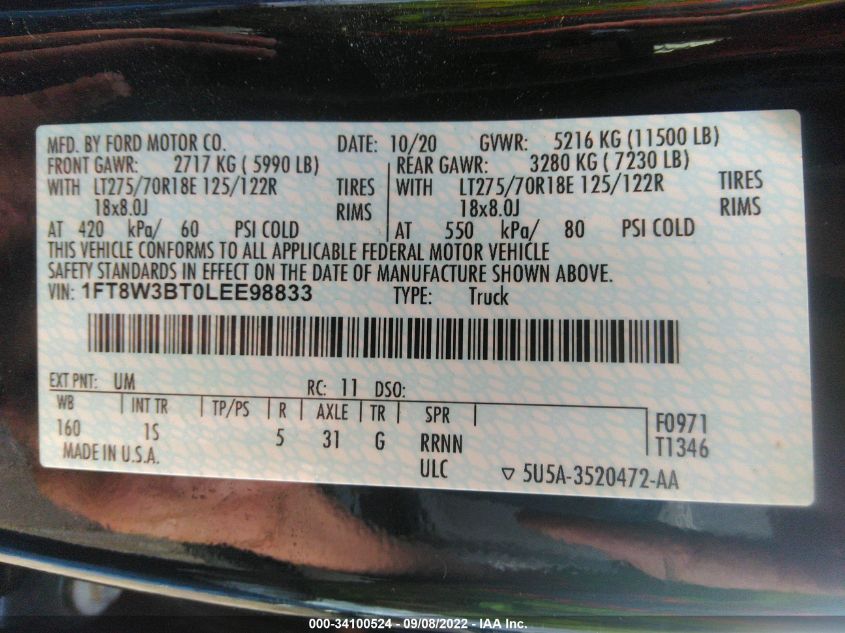 MFD. BY FORD MOTOR CO. DATE: 10/20 GVWR: 5216 KG (11500 LB)
FRONT GAWR: 2717 KG ( 5990 LB) REAR GAWR: 3280 KG ( 7230 LB)
WITH LT275/70R18E 125/122R TIRES WITH LT275/70R18E 125/122R TIRES
18x8.0J RIMS 18x8.0J RIMS
AT 420 kPa/ 60 PSI COLD AT 550 kPa/ 80 PSI COLD
THIS VEHICLE CONFORMS TO ALL APPLICABLE FEDERAL MOTOR VEHICLE
SAFETY STANDARDS IN EFFECT ON THE DATE OF MANUFACTURE SHOWN ABOVE.
VIN: 1FT8W3BT0LEE98833 TYPE: Truck
EXT PNT: UM RC: 11 DSO:
WB INT TR TP/PS R AXLE TR SPR F0971
160 1S 5 31 G RRNN T1346
MADE IN U.S.A. ULC ▽ 5U5A-3520472-AA
000-34100524 - 09/08/2022 - IAA Inc.